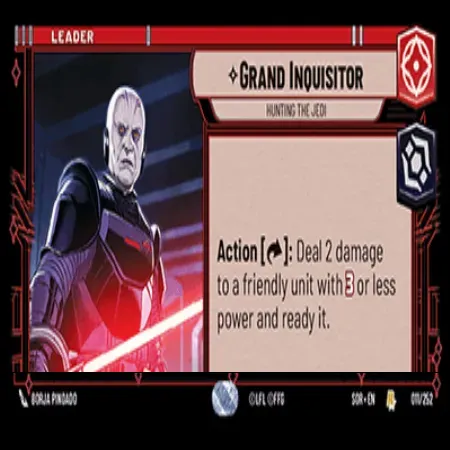 LEADER
GRAND INQUISITOR
HUNTING THE JEDI
Action [ ]: Deal 2 damage
to a friendly unit with 3 or less
power and ready it.
BORJA PINDADO
©LFL ©FFG
SOR • EN
011/252